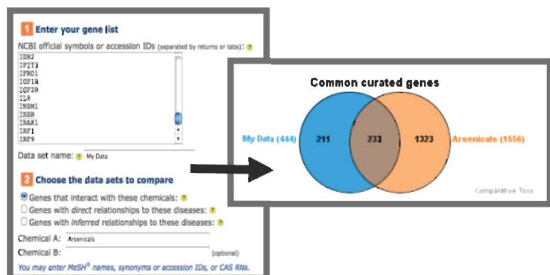 1 Enter your gene list
NCBI official symbols or accession IDs (separated by returns or tabs): ?
IDH2
IFIT3
IFRD1
IGF1R
IGF2R
IL9
INSM1
INSR
IRAK1
IRF1
IRF9
Data set name: ? My Data
2 Choose the data sets to compare
Genes that interact with these chemicals: ?
Genes with direct relationships to these diseases: ?
Genes with inferred relationships to these diseases: ?
Chemical A: Arsenicals
Chemical B: (optional)
You may enter MeSH® names, synonyms or accession IDs, or CAS RNs.
Common curated genes
My Data (444) 211 233 1323 Arsenicals (1556)
Comparative Toxo